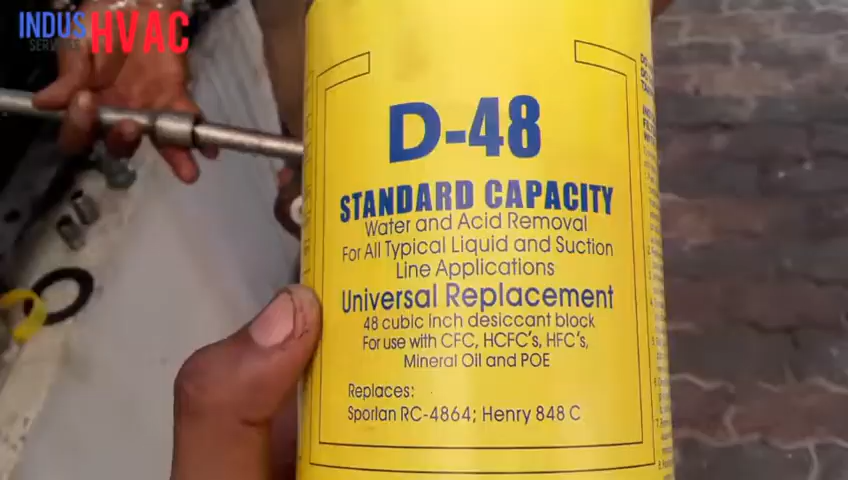 INDUS
SERVICES
HVAC
D-48
STANDARD CAPACITY
Water and Acid Removal
For All Typical Liquid and Suction
Line Applications
Universal Replacement
48 cubic inch desiccant block
For use with CFC, HCFC's, HFC's,
Mineral Oil and POE
Replaces:
Sporlan RC-4864; Henry 848 C